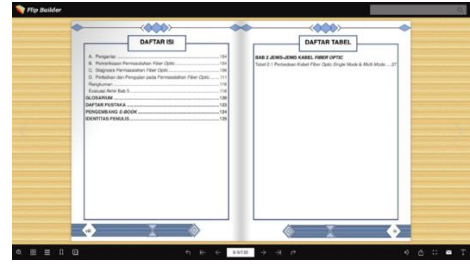 Flip Builder
DAFTAR ISI
A. Pengantar
B. Pemeriksaan Permasalahan Fiber Optic
C. Diagnosis Permasalahan Fiber Optic
D. Perbaikan dan Pengujian pada Permasalahan Fiber Optic
Rangkuman
Evaluasi Akhir Bab 5
GLOSARIUM
DAFTAR PUSTAKA
PENGEMBANG E-BOOK
IDENTITAS PENULIS
DAFTAR TABEL
BAB 2 JENIS-JENIS KABEL FIBER OPTIC
Tabel 2.1 Perbedaan Kabel Fiber Optic Single Mode & Multi Mode 27